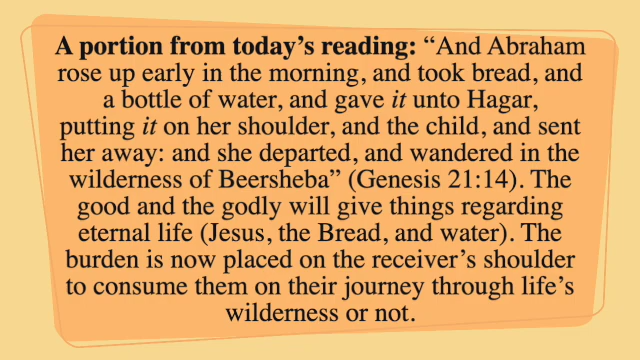 A portion from today’s reading: “And Abraham
rose up early in the morning, and took bread, and
a bottle of water, and gave it unto Hagar,
putting it on her shoulder, and the child, and sent
her away: and she departed, and wandered in the
wilderness of Beersheba” (Genesis 21:14). The
good and the godly will give things regarding
eternal life (Jesus, the Bread, and water). The
burden is now placed on the receiver’s shoulder
to consume them on their journey through life’s
wilderness or not.